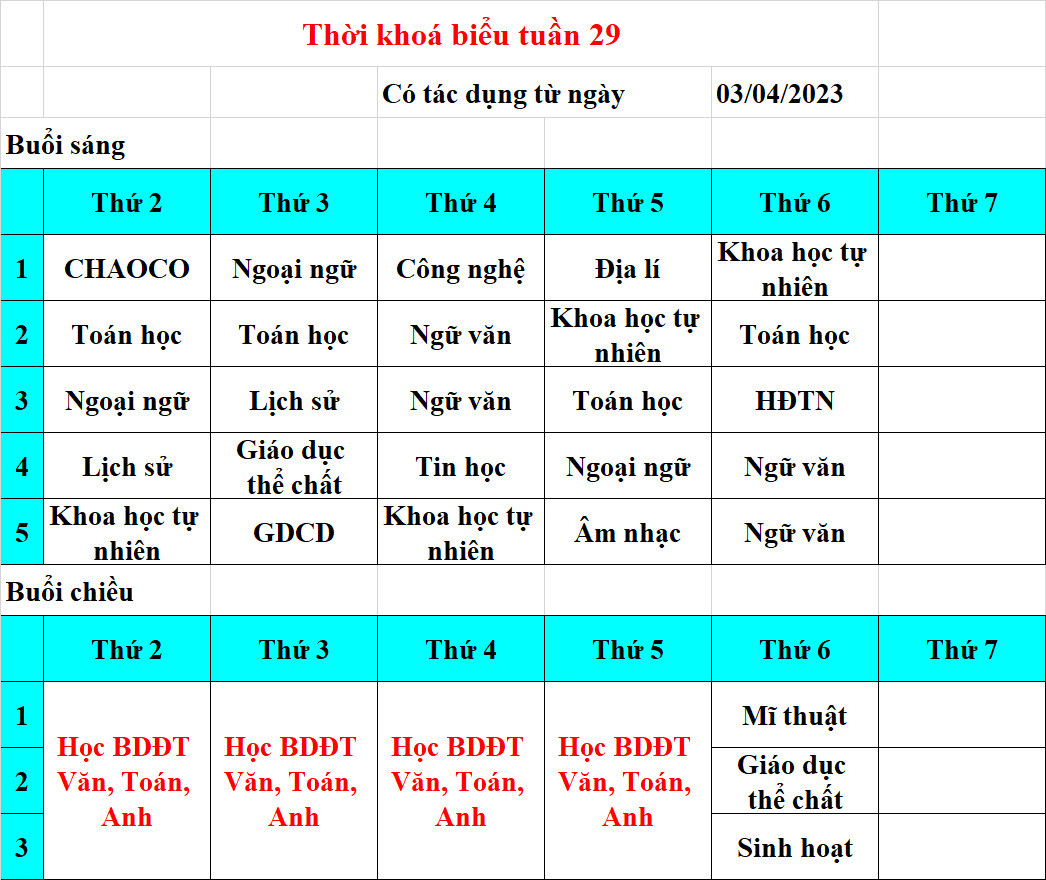 Thời khoá biểu tuần 29
Có tác dụng từ ngày 03/04/2023
Buổi sáng
Thứ 2 Thứ 3 Thứ 4 Thứ 5 Thứ 6 Thứ 7
1 CHAOCO Ngoại ngữ Công nghệ Địa lí Khoa học tự nhiên
2 Toán học Toán học Ngữ văn Khoa học tự nhiên Toán học
3 Ngoại ngữ Lịch sử Ngữ văn Toán học HĐTN
4 Lịch sử Giáo dục thể chất Tin học Ngoại ngữ Ngữ văn
5 Khoa học tự nhiên GDCD Khoa học tự nhiên Âm nhạc Ngữ văn
Buổi chiều
Thứ 2 Thứ 3 Thứ 4 Thứ 5 Thứ 6 Thứ 7
1 Mĩ thuật
Học BDĐT Học BDĐT Học BDĐT Học BDĐT
2 Văn, Toán, Văn, Toán, Văn, Toán, Văn, Toán, Giáo dục thể chất
Anh Anh Anh Anh
3 Sinh hoạt